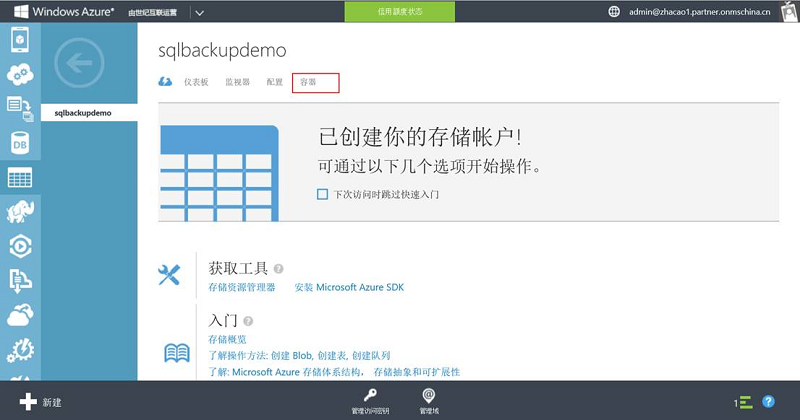 Windows Azure* 由世纪互联运营
信用额度状态
admin@zhacao1.partner.onmschina.cn
sqlbackupdemo
sqlbackupdemo
仪表板 监视器 配置 容器
DB
已创建你的存储帐户!
可通过以下几个选项开始操作。
下次访问时跳过快速入门
获取工具 ?
存储资源管理器 安装 Microsoft Azure SDK
入门 ?
存储概览
了解操作方法: 创建 Blob, 创建表, 创建队列
了解: Microsoft Azure 存储体系结构, 存储抽象和可扩展性
新建
管理访问密钥 管理域
1 ?